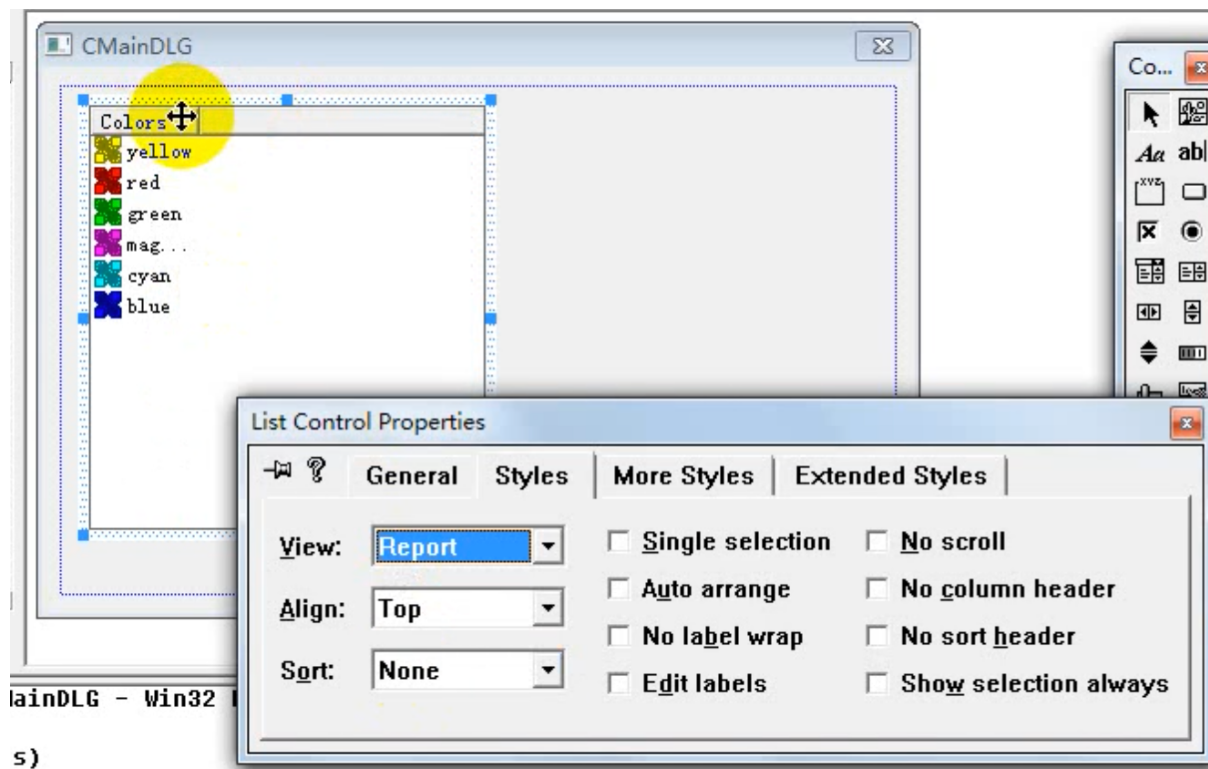 CMainDLG
Co...
Colors
yellow
red
green
mag...
cyan
blue
Aa ab|
XYZ
List Control Properties
General Styles More Styles Extended Styles
View: Report Single selection No scroll
Auto arrange No column header
Align: Top
No label wrap No sort header
Sort: None
Edit labels Show selection always
ainDLG - Win32
s)